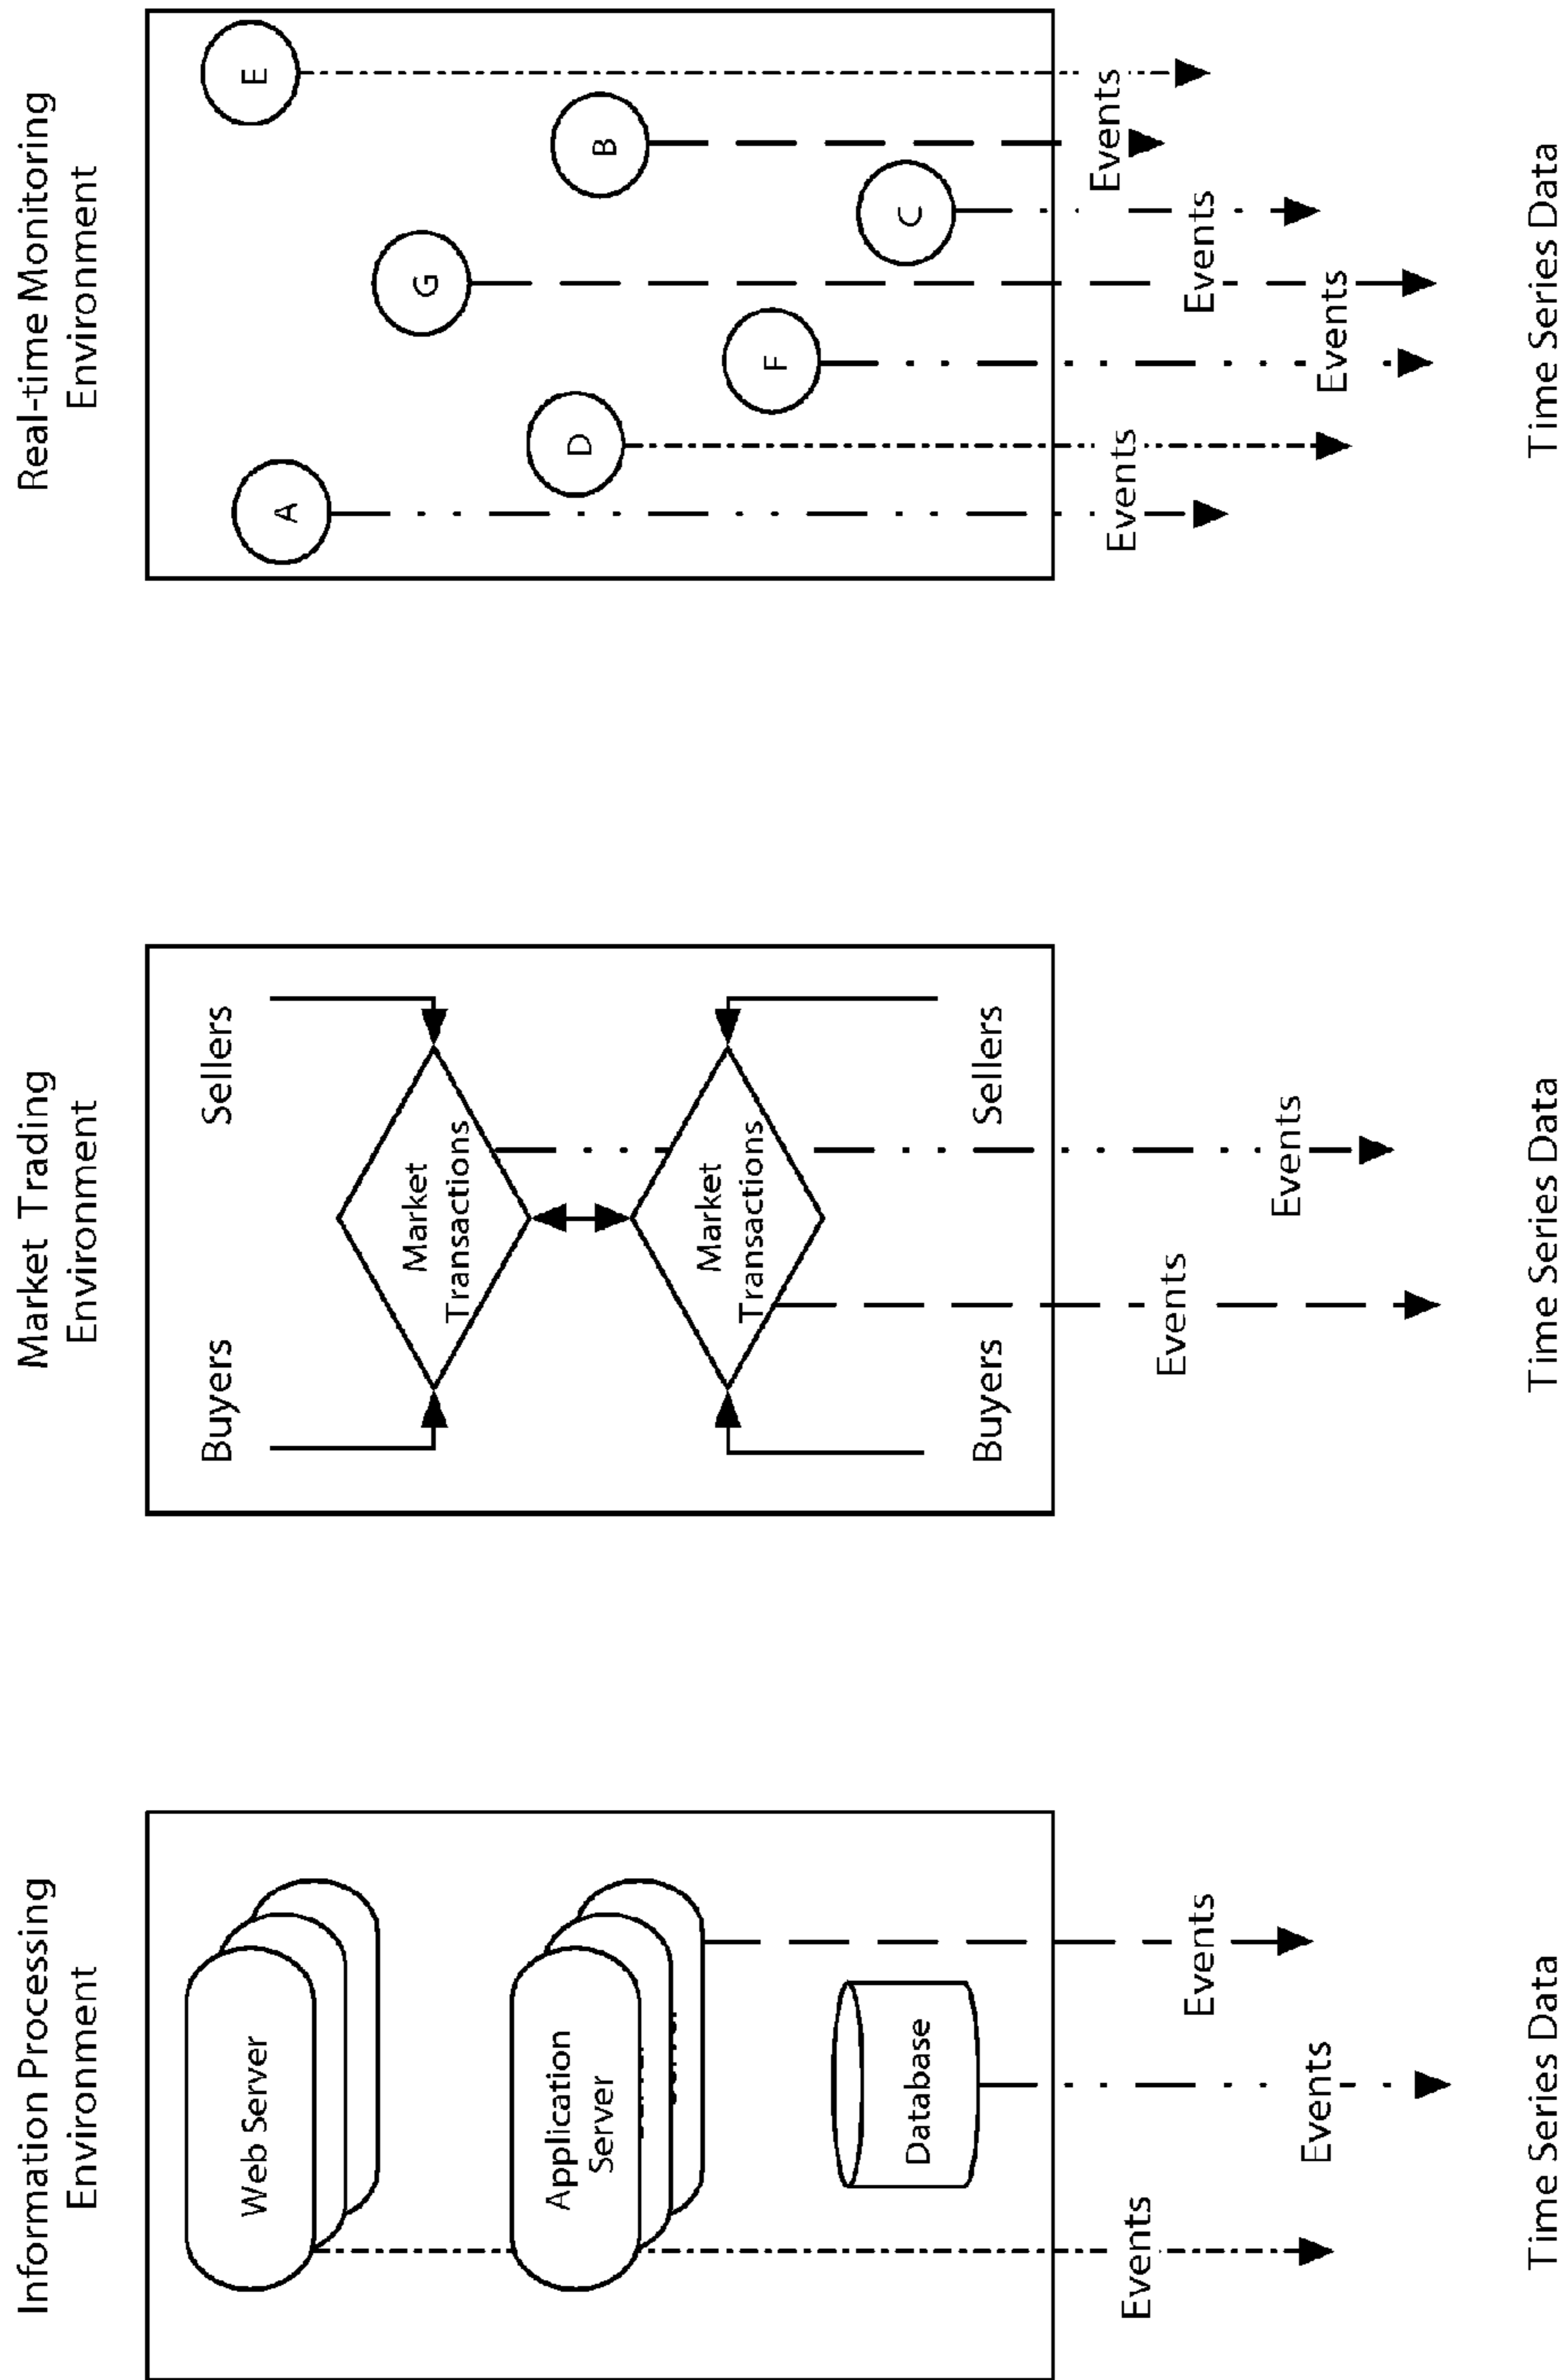 Information Processing
Environment
Web Server
Application
Server
Database
Events
Events
Events
Time Series Data
Market Trading
Environment
Buyers
Sellers
Market
Transactions
Market
Transactions
Buyers
Sellers
Events
Events
Time Series Data
Real-time Monitoring
Environment
E
A
G
D
B
F
C
Events
Events
Events
Events
Time Series Data